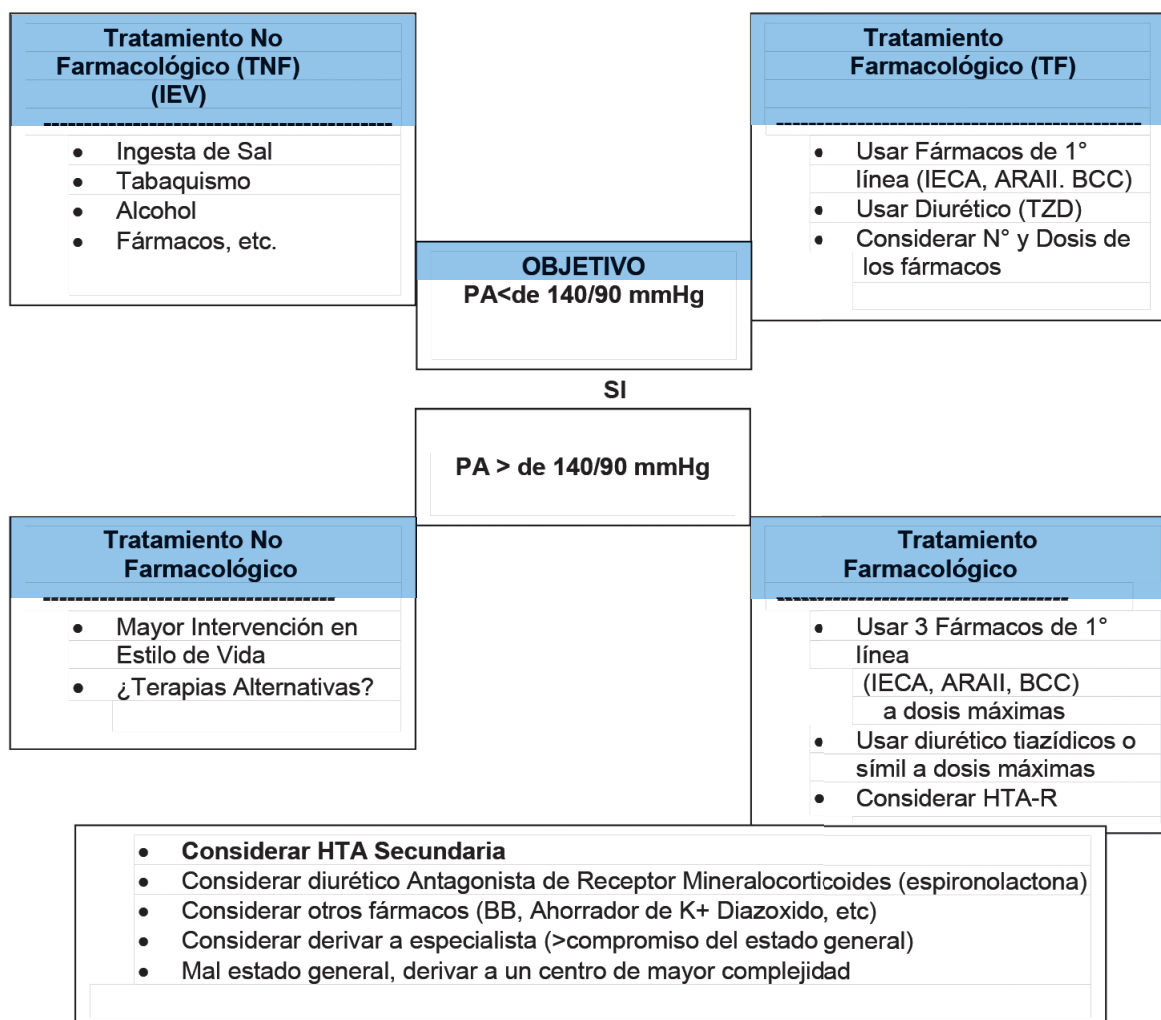 Tratamiento No
Farmacológico (TNF)
(IEV)
---------------------------------------------
• Ingesta de Sal
• Tabaquismo
• Alcohol
• Fármacos, etc.
Tratamiento
Farmacológico (TF)
---------------------------------------------
• Usar Fármacos de 1°
línea (IECA, ARAII. BCC)
• Usar Diurético (TZD)
• Considerar N° y Dosis de
los fármacos
OBJETIVO
PA<de 140/90 mmHg
SI
PA > de 140/90 mmHg
Tratamiento No
Farmacológico
------------------------------------
• Mayor Intervención en
Estilo de Vida
• ¿Terapias Alternativas?
Tratamiento
Farmacológico
------------------------------------
• Usar 3 Fármacos de 1°
línea
(IECA, ARAII, BCC)
a dosis máximas
• Usar diurético tiazídicos o
símil a dosis máximas
• Considerar HTA-R
• Considerar HTA Secundaria
• Considerar diurético Antagonista de Receptor Mineralocorticoides (espironolactona)
• Considerar otros fármacos (BB, Ahorrador de K+ Diazoxido, etc)
• Considerar derivar a especialista (>compromiso del estado general)
• Mal estado general, derivar a un centro de mayor complejidad